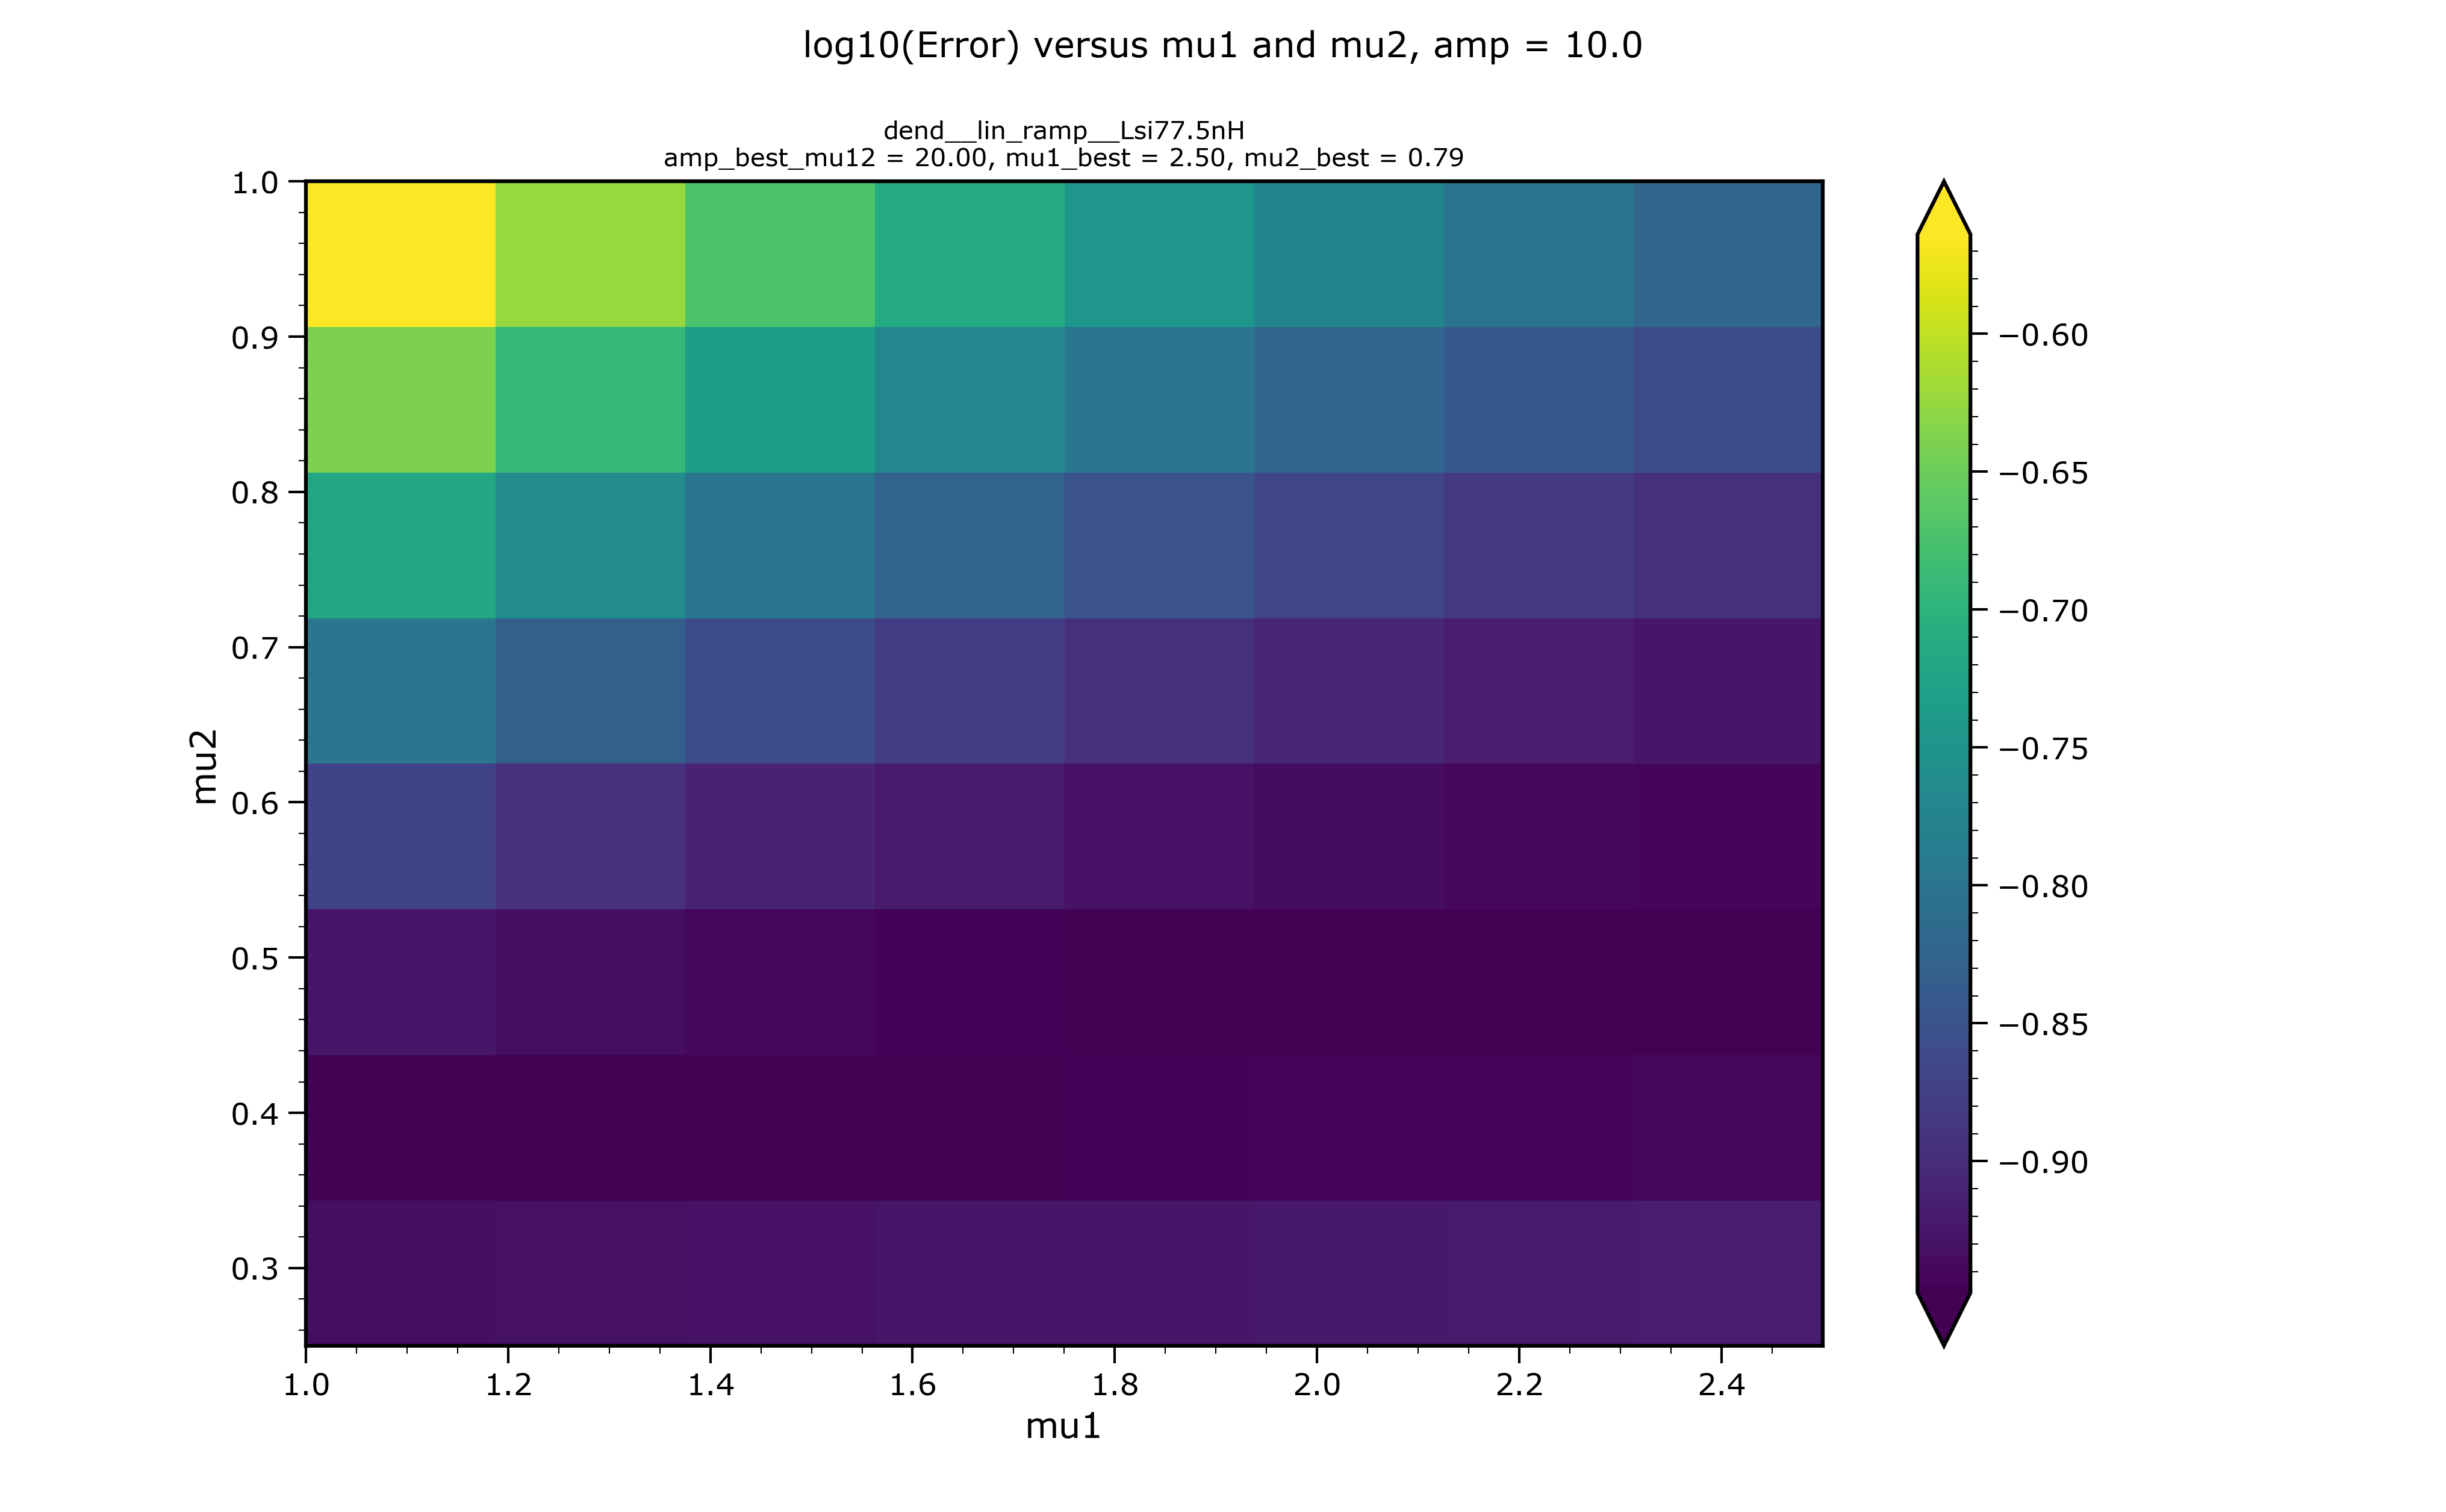 log10(Error) versus mu1 and mu2, amp = 10.0
dend__lin_ramp__Lsi77.5nH
amp_best_mu12 = 20.00, mu1_best = 2.50, mu2_best = 0.79
1.0
0.9
0.8
0.7
0.6
0.5
0.4
0.3
mu2
1.0 1.2 1.4 1.6 1.8 2.0 2.2 2.4
mu1
−0.60
−0.65
−0.70
−0.75
−0.80
−0.85
−0.90